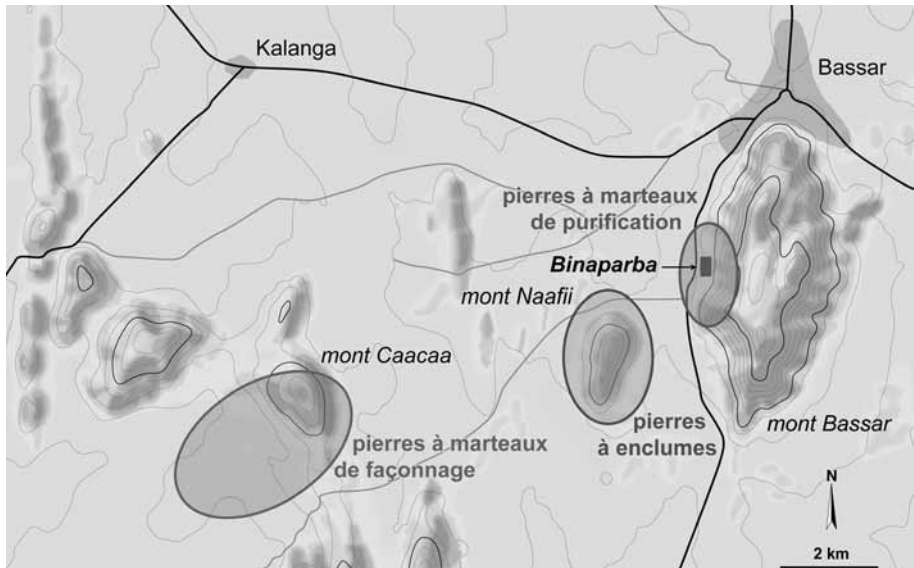 Kalanga
Bassar
pierres à marteaux
de purification
Binaparba
mont Naafii
mont Caacaa
pierres à marteaux
de façonnage
pierres
à enclumes
mont Bassar
N
2 km